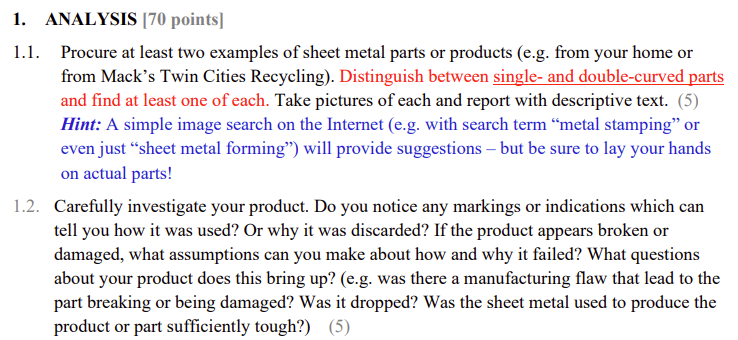 1. ANALYSIS [70 points]
1.1. Procure at least two examples of sheet metal parts or products (e.g. from your home or
from Mack's Twin Cities Recycling). Distinguish between single- and double-curved parts
and find at least one of each. Take pictures of each and report with descriptive text. (5)
Hint: A simple image search on the Internet (e.g. with search term “metal stamping” or
even just “sheet metal forming”) will provide suggestions – but be sure to lay your hands
on actual parts!
1.2. Carefully investigate your product. Do you notice any markings or indications which can
tell you how it was used? Or why it was discarded? If the product appears broken or
damaged, what assumptions can you make about how and why it failed? What questions
about your product does this bring up? (e.g. was there a manufacturing flaw that lead to the
part breaking or being damaged? Was it dropped? Was the sheet metal used to produce the
product or part sufficiently tough?) (5)